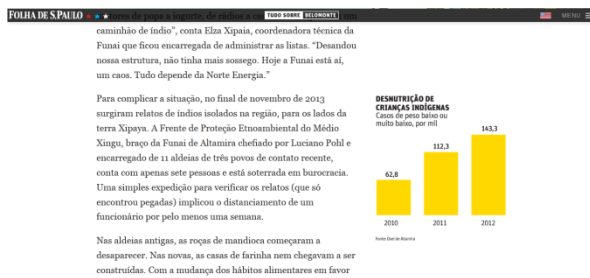 FOLHA DE S.PAULO
TUDO SOBRE BELOMONTE
MENU
caminhão de índio”, conta Elza Xipaia, coordenadora técnica da
Funai que ficou encarregada de administrar as listas. “Desandou
nossa estrutura, não tinha mais sossego. Hoje a Funai está aí,
um caos. Tudo depende da Norte Energia.”
Para complicar a situação, no final de novembro de 2013
surgiram relatos de índios isolados na região, para os lados da
terra Xipaya. A Frente de Proteção Etnoambiental do Médio
Xingu, braço da Funai de Altamira chefiado por Luciano Pohl e
encarregado de 11 aldeias de três povos de contato recente,
conta com apenas sete pessoas e está soterrada em burocracia.
Uma simples expedição para verificar os relatos (que só
encontrou pegadas) implicou o distanciamento de um
funcionário por pelo menos uma semana.
Nas aldeias antigas, as roças de mandioca começaram a
desaparecer. Nas novas, as casas de farinha nem chegavam a ser
construídas. Com a mudança dos hábitos alimentares em favor
DESNUTRIÇÃO DE
CRIANÇAS INDÍGENAS
Casos de peso baixo ou
muito baixo, por mil
62,8
112,3
143,3
2010
2011
2012
Fonte: Dsei de Altamira